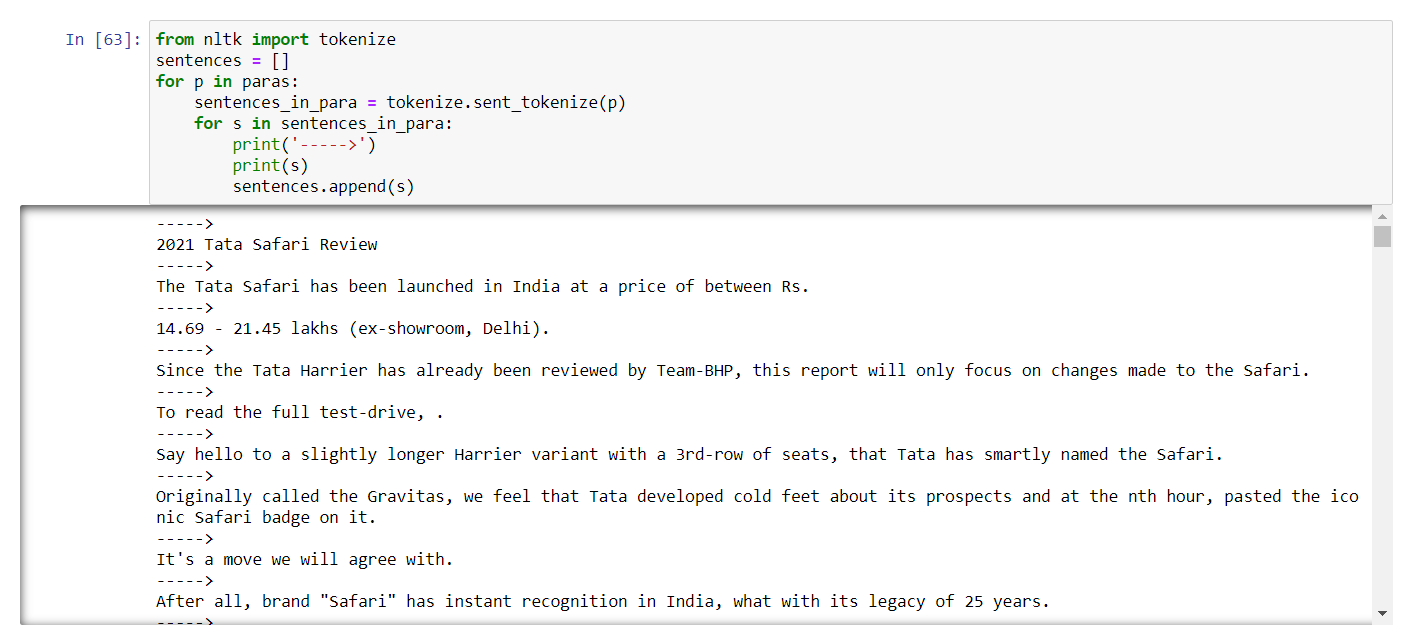 In [63]: from nltk import tokenize
sentences = []
for p in paras:
    sentences_in_para = tokenize.sent_tokenize(p)
    for s in sentences_in_para:
        print('----->')
        print(s)
        sentences.append(s)
----->
2021 Tata Safari Review
----->
The Tata Safari has been launched in India at a price of between Rs.
----->
14.69 - 21.45 lakhs (ex-showroom, Delhi).
----->
Since the Tata Harrier has already been reviewed by Team-BHP, this report will only focus on changes made to the Safari.
----->
To read the full test-drive, .
----->
Say hello to a slightly longer Harrier variant with a 3rd-row of seats, that Tata has smartly named the Safari.
----->
Originally called the Gravitas, we feel that Tata developed cold feet about its prospects and at the nth hour, pasted the ico
nic Safari badge on it.
----->
It's a move we will agree with.
----->
After all, brand "Safari" has instant recognition in India, what with its legacy of 25 years.
----->